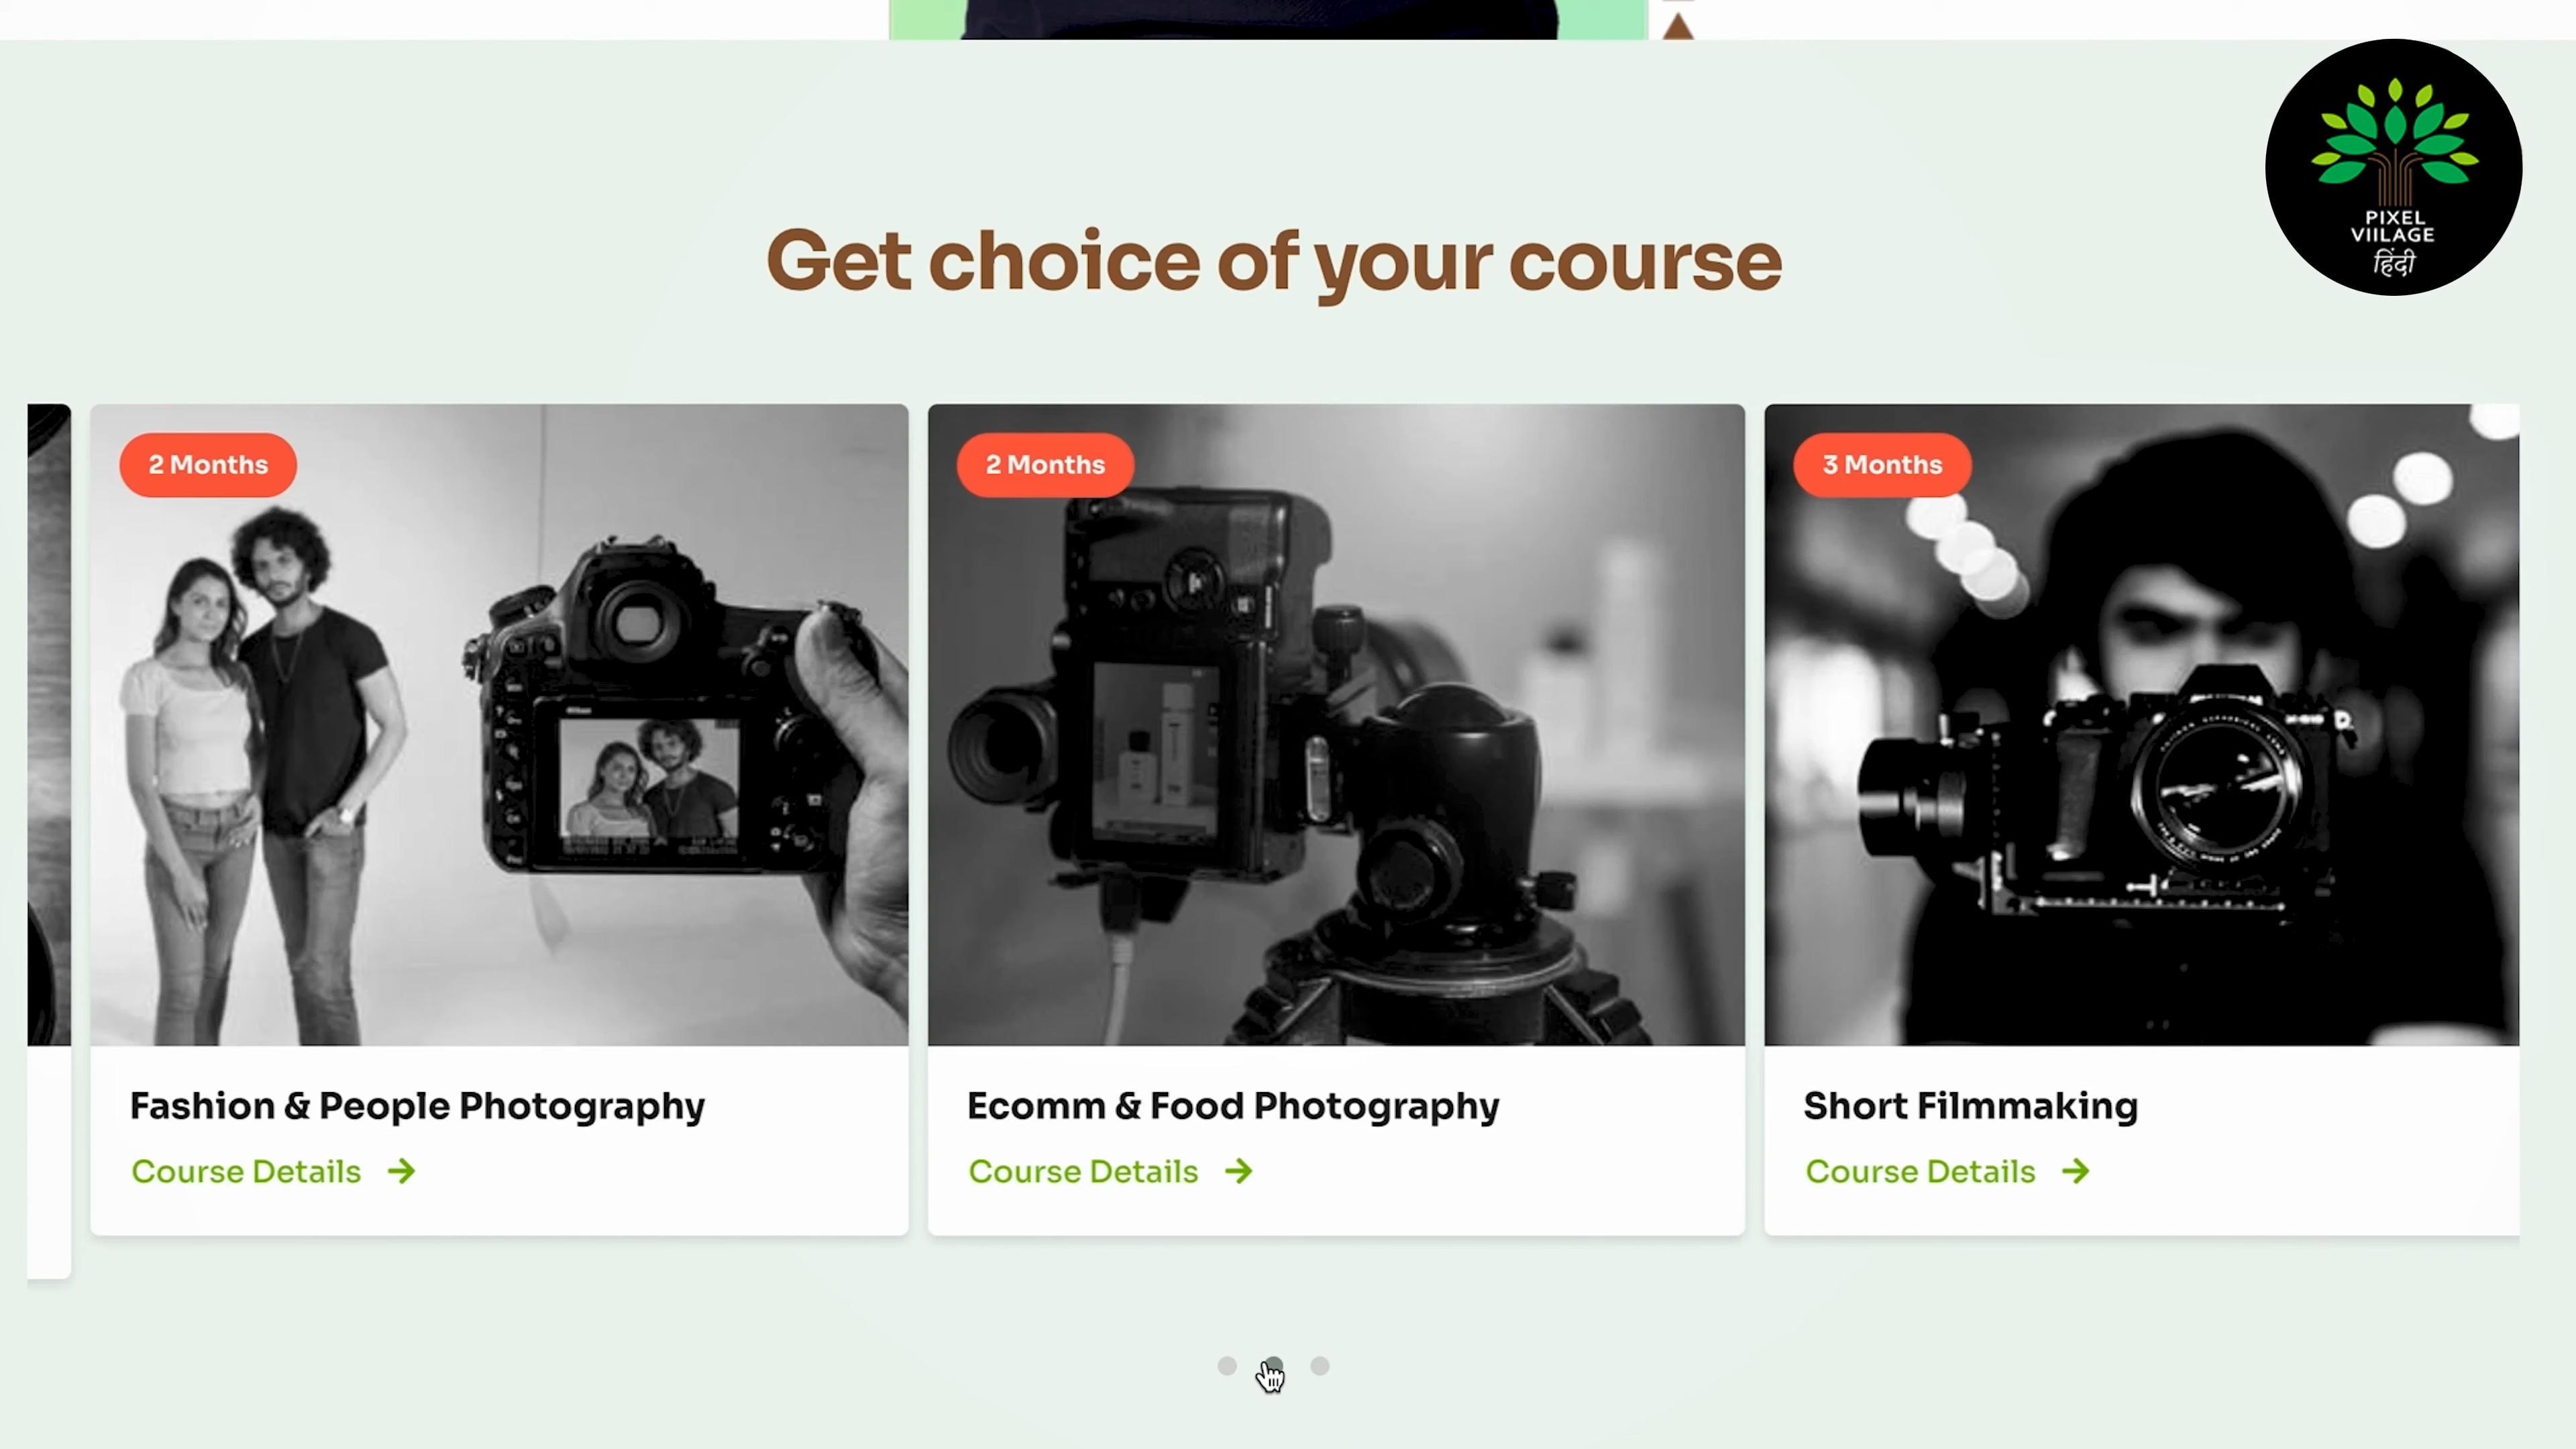 PIXEL
VIILAGE
हिंदी
Get choice of your course
2 Months
2 Months
3 Months
Fashion & People Photography
Ecomm & Food Photography
Short Filmmaking
Course Details
Course Details
Course Details